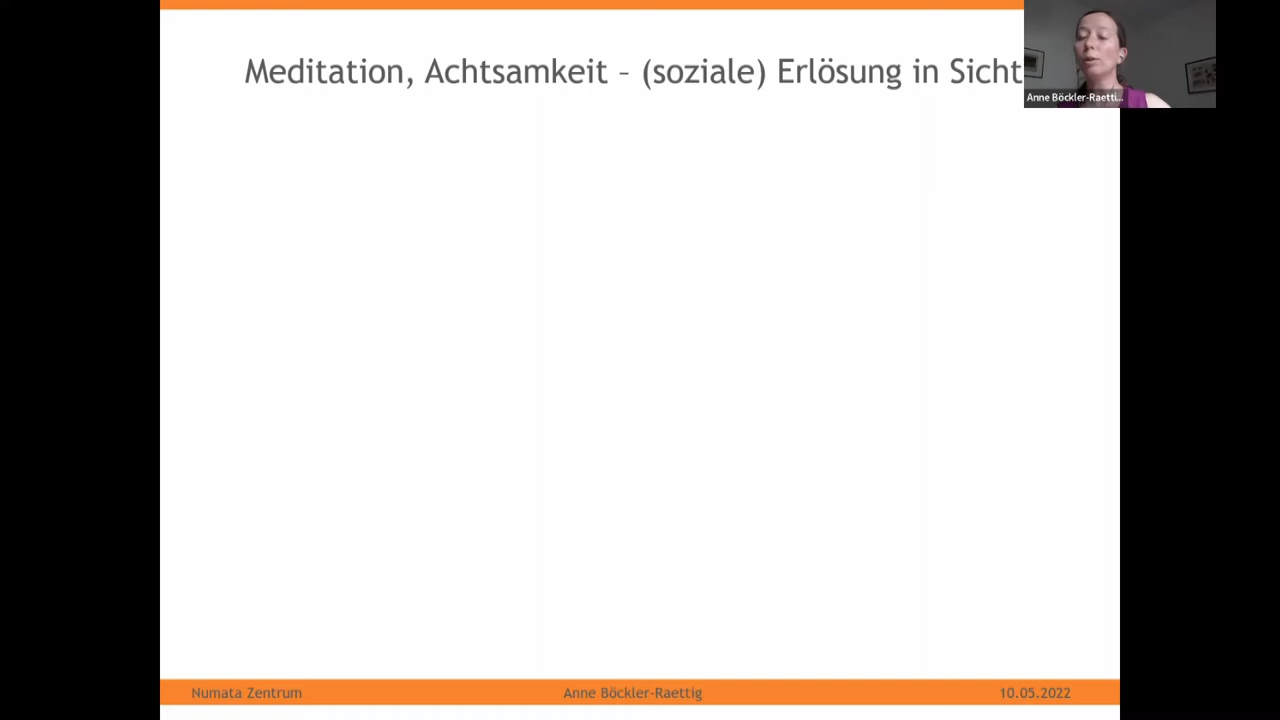 Meditation, Achtsamkeit – (soziale) Erlösung in Sicht
Anne Böckler-Raetti...
Numata Zentrum
Anne Böckler-Raettig
10.05.2022